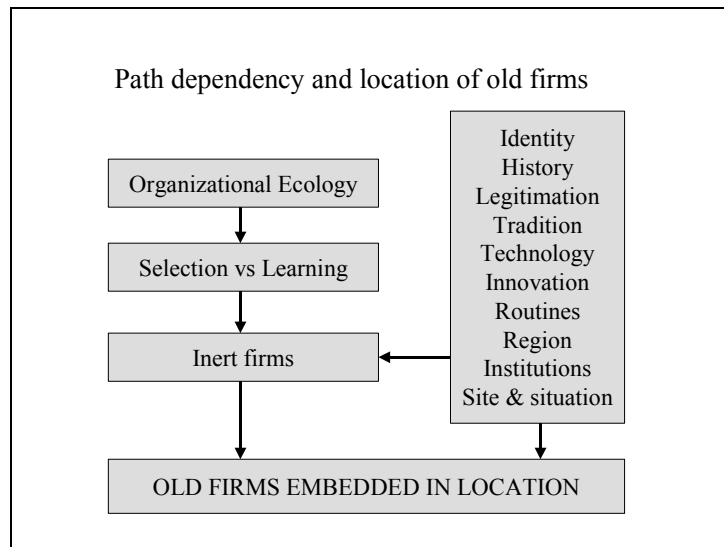 Path dependency and location of old firms
Organizational Ecology
Selection vs Learning
Inert firms
Identity
History
Legitimation
Tradition
Technology
Innovation
Routines
Region
Institutions
Site & situation
OLD FIRMS EMBEDDED IN LOCATION